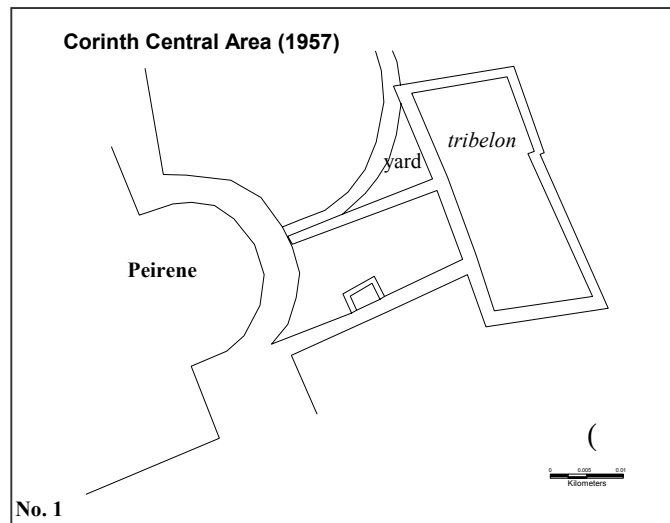 Corinth Central Area (1957)
tribelon
yard
Peirene
(
0 0.005 0.01
Kilometers
No. 1